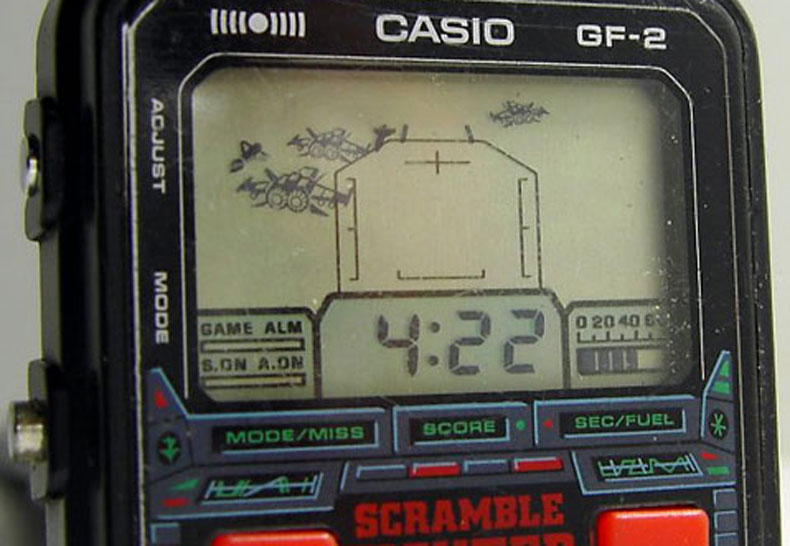 CASIO GF-2
ADJUST
MODE
GAME ALM
S.ON A.ON
4:22
0 20 40 6
MODE/MISS
SCORE
SEC/FUEL
SCRAMBLE